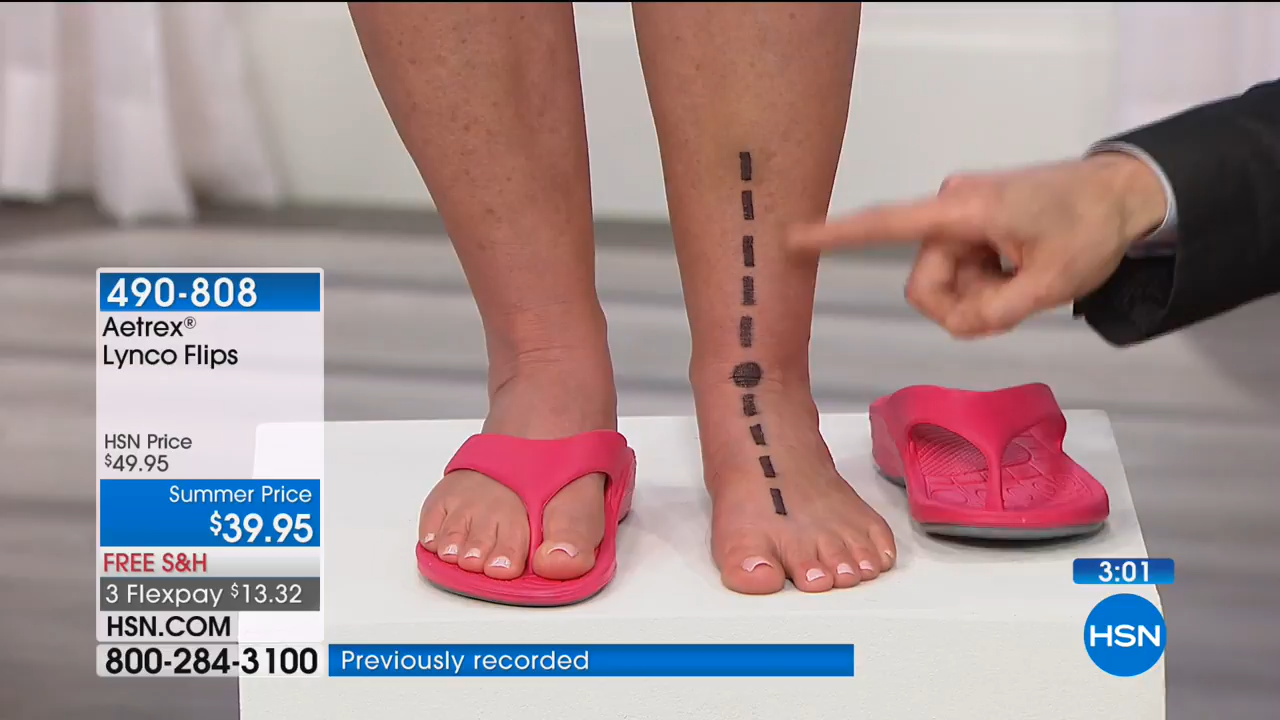 490-808
Aetrex®
Lynco Flips
HSN Price
$49.95
Summer Price
$39.95
FREE S&H
3 Flexpay $13.32
HSN.COM
800-284-3100
Previously recorded
3:01
HSN